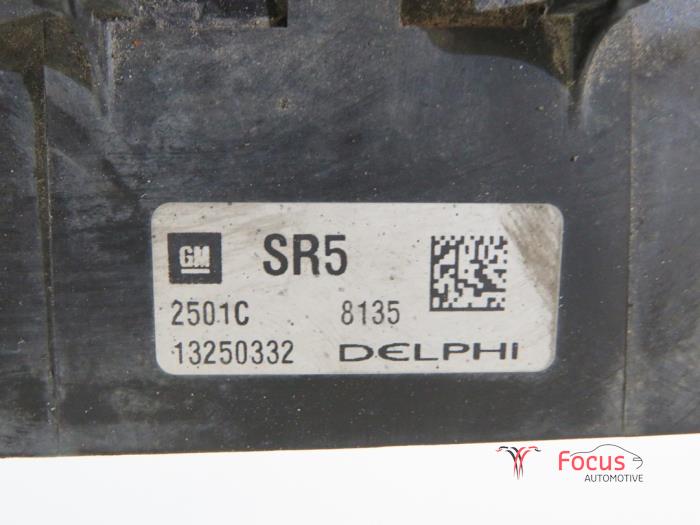 GM SR5
2501C 8135
13250332 DELPHI
Focus
AUTOMOTIVE